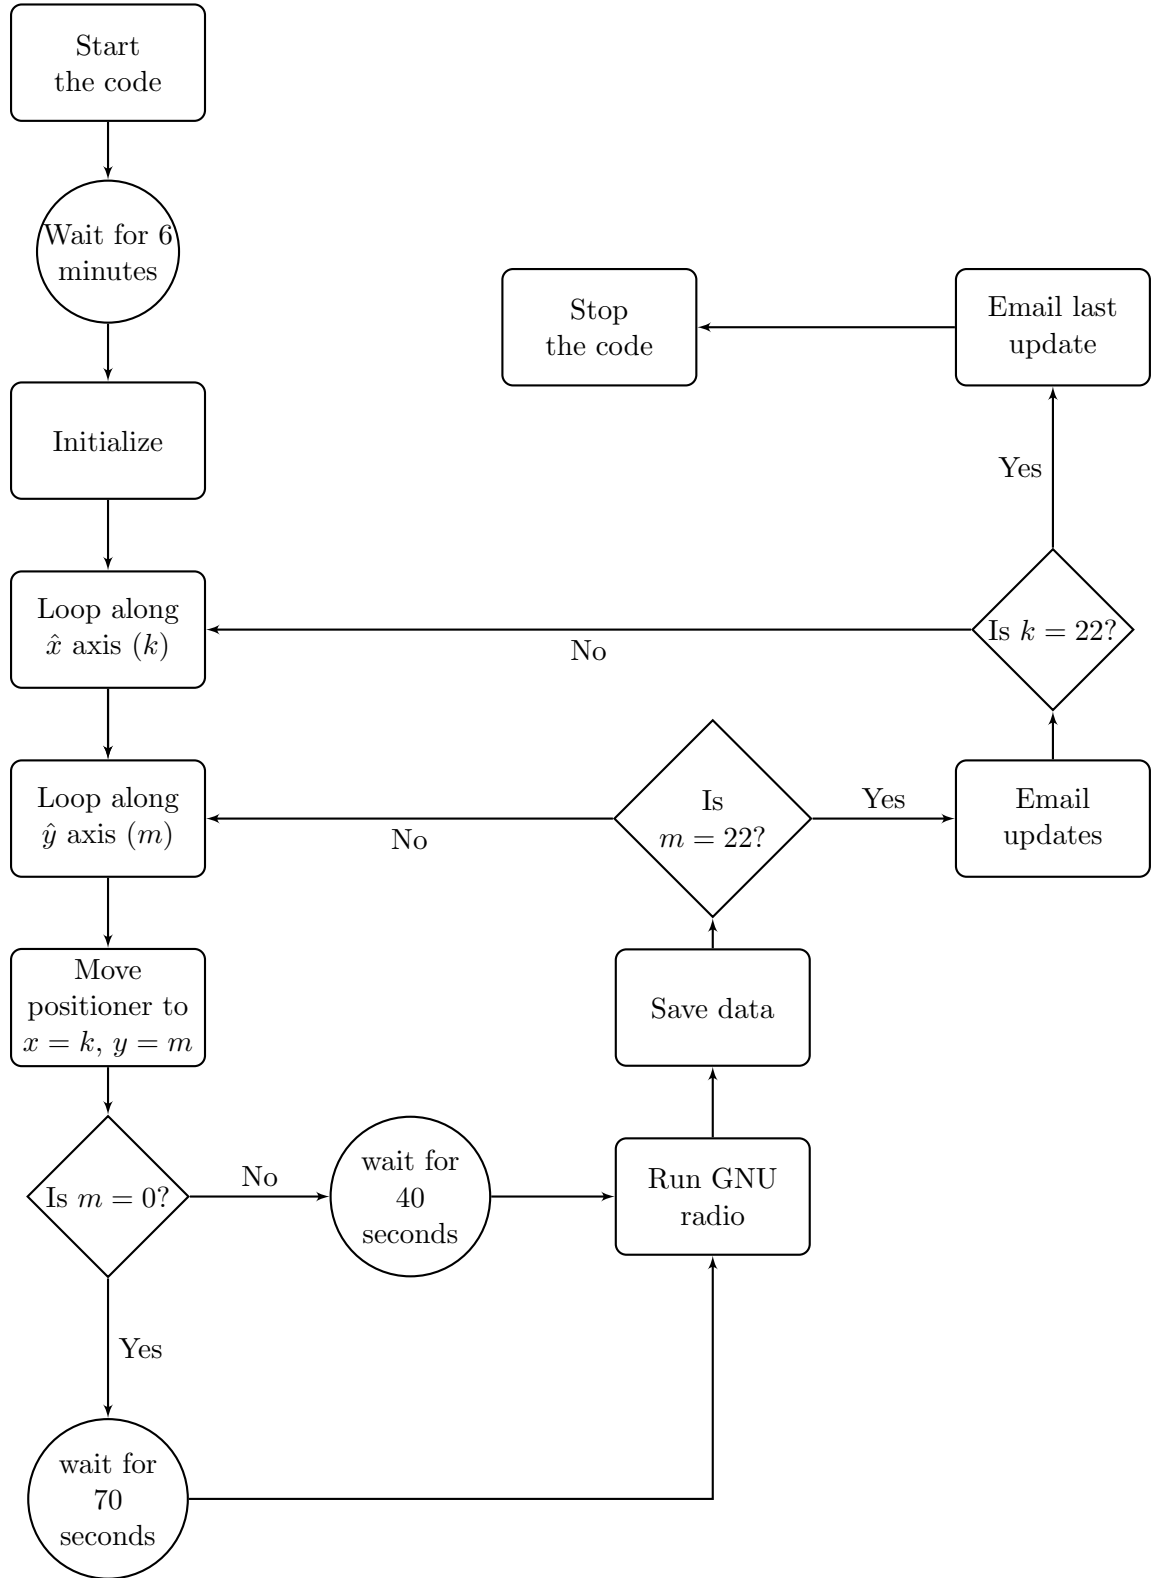 Start
the code
Wait for 6
minutes
Initialize
Loop along
x̂ axis (k)
Loop along
ŷ axis (m)
Move
positioner to
x = k, y = m
Is m = 0?
No
wait for
40
seconds
Yes
wait for
70
seconds
Run GNU
radio
Save data
Is
m = 22?
No
Yes
Email
updates
Is k = 22?
No
Yes
Email last
update
Stop
the code